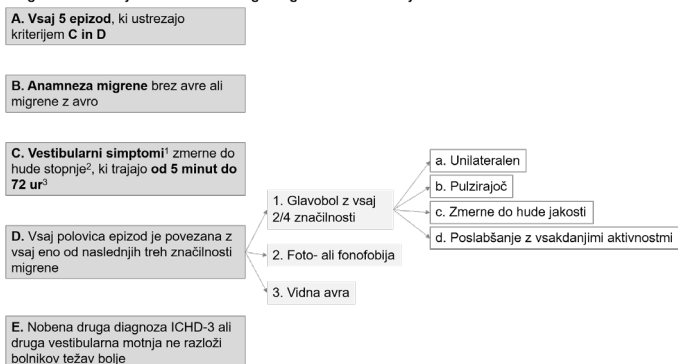 A. Vsaj 5 epizod, ki ustrezajo
kriterijem C in D
B. Anamneza migrene brez avre ali
migrene z avro
C. Vestibularni simptomi¹ zmerne do
hude stopnje², ki trajajo od 5 minut do
72 ur³
D. Vsaj polovica epizod je povezana z
vsaj eno od naslednjih treh značilnosti
migrene
1. Glavobol z vsaj
2/4 značilnosti
2. Foto- ali fonofobija
3. Vidna avra
a. Unilateralen
b. Pulzirajoč
c. Zmerne do hude jakosti
d. Poslabšanje z vsakdanjimi aktivnostmi
E. Nobena druga diagnoza ICHD-3 ali
druga vestibularna motnja ne razloži
bolnikov težav bolje